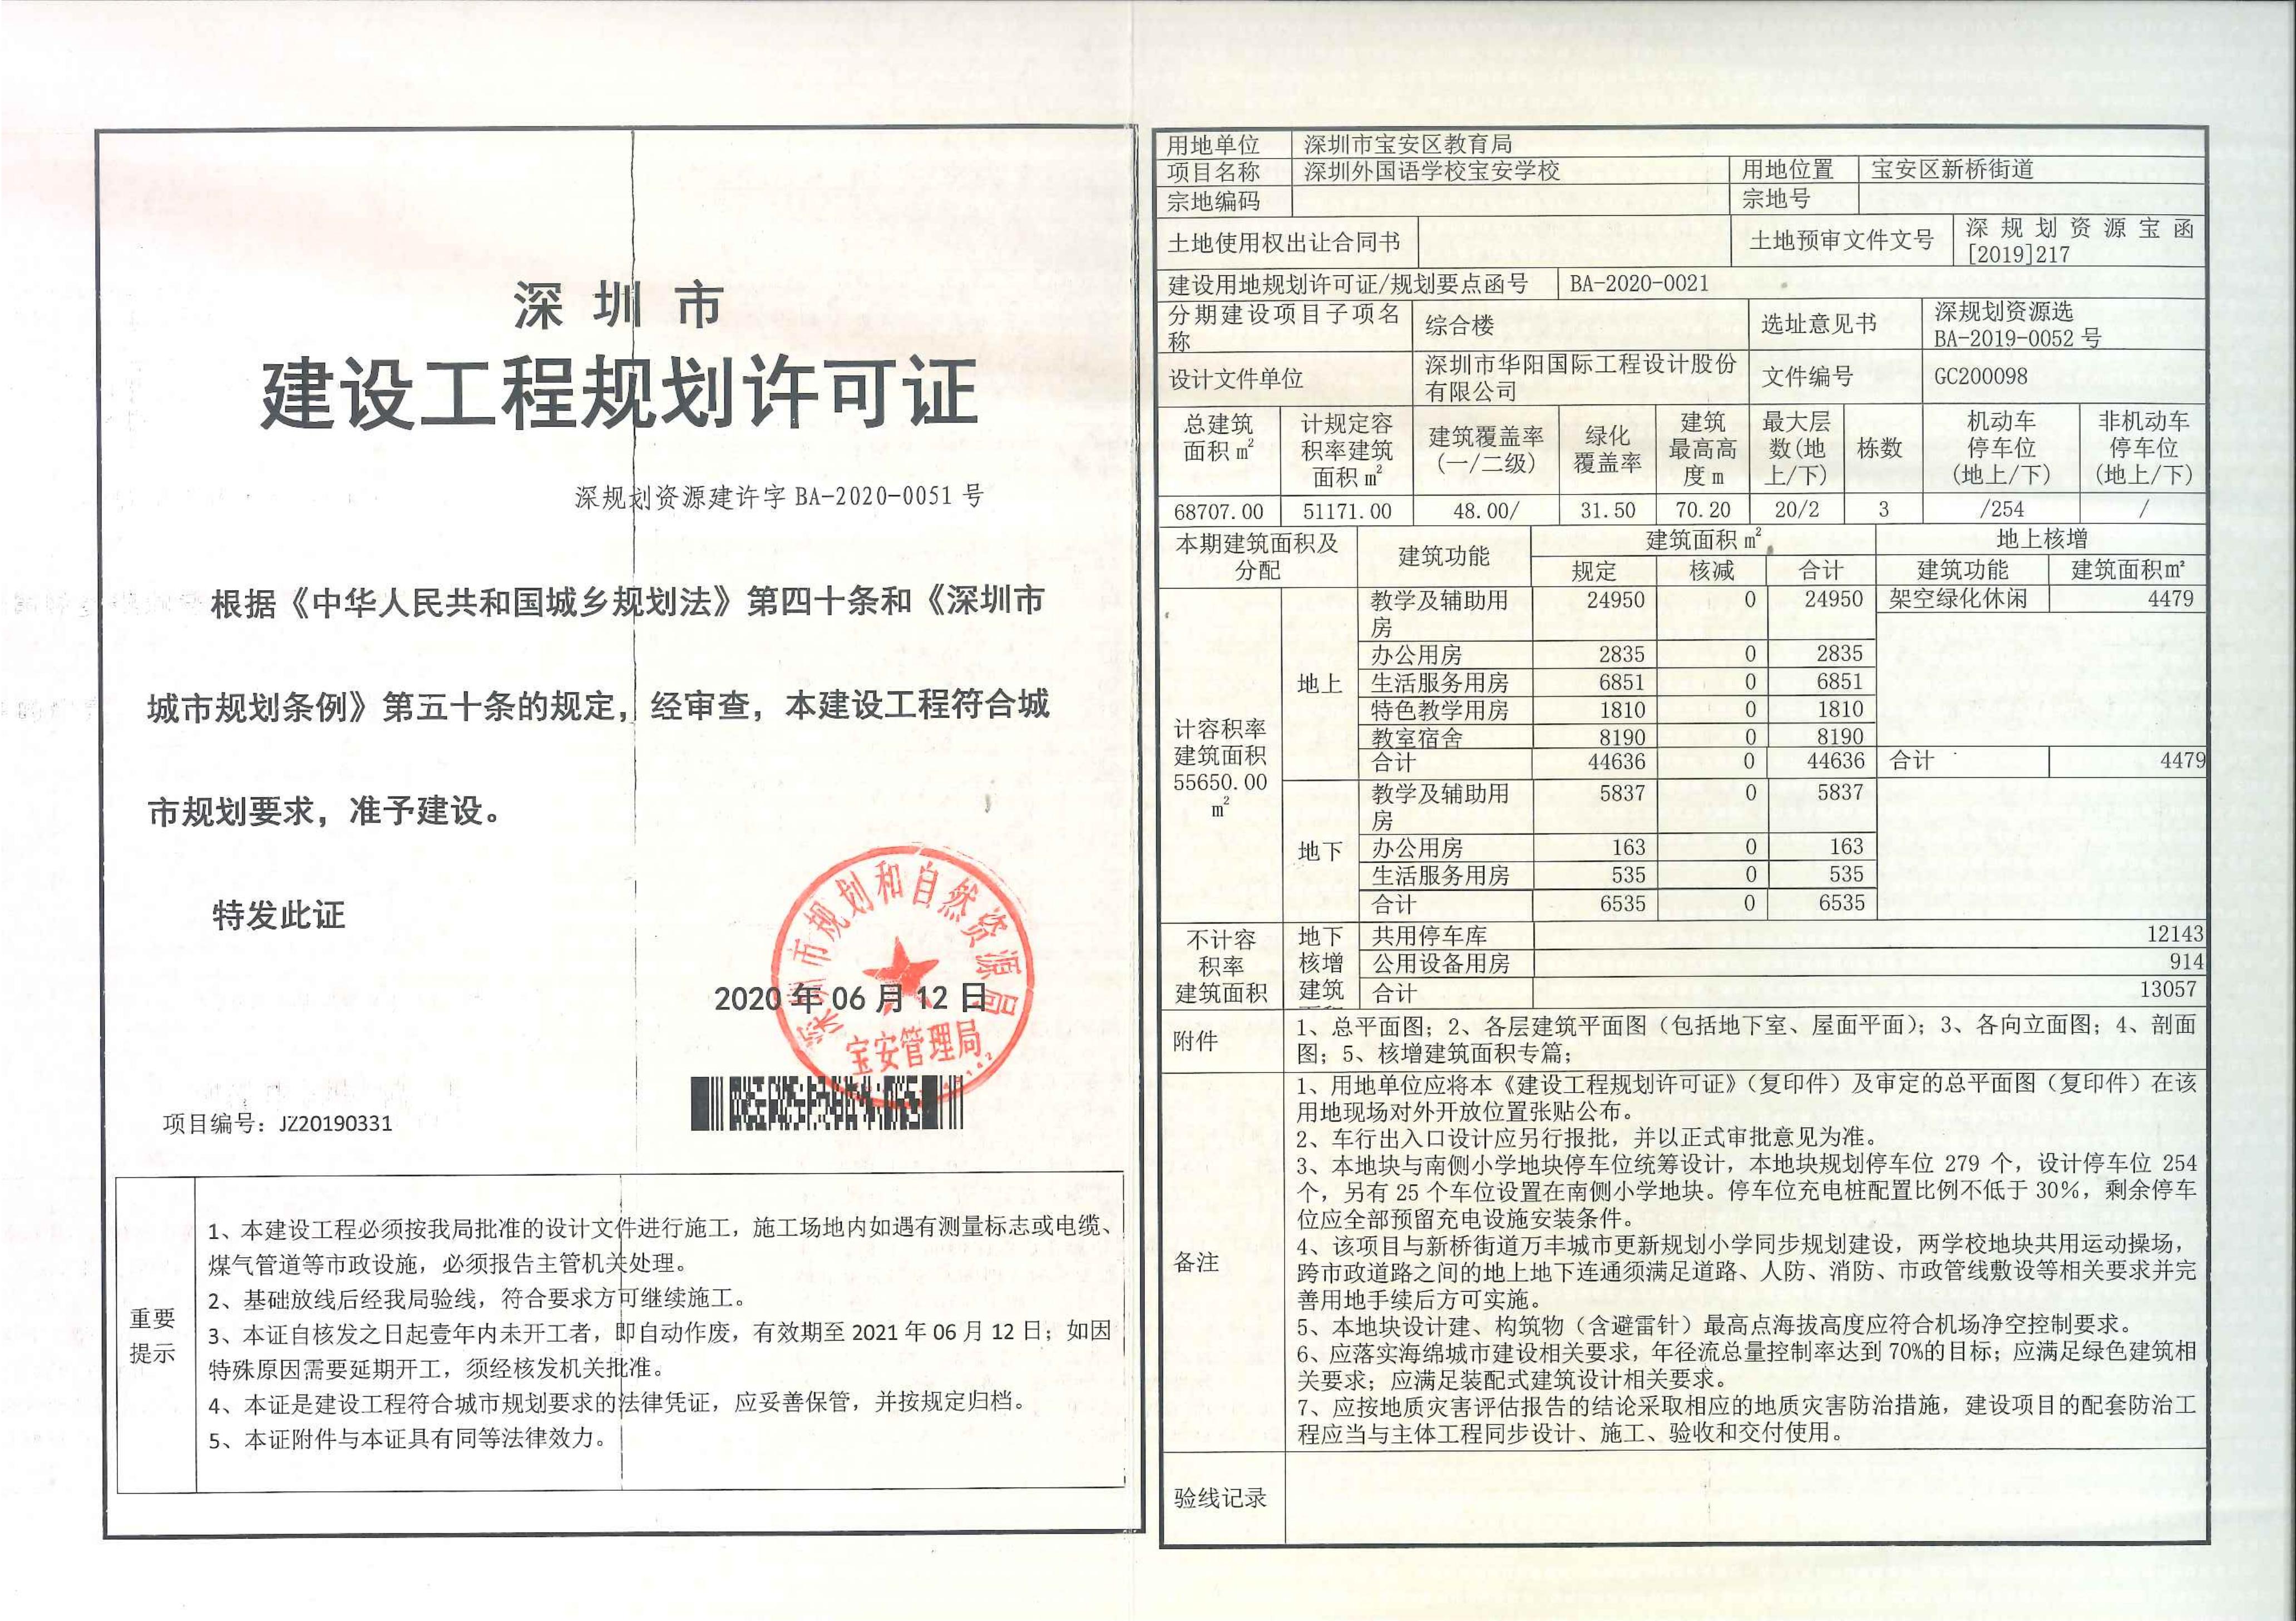 深圳市
建设工程规划许可证
深规划资源建许字 BA-2020-0051 号
根据《中华人民共和国城乡规划法》第四十条和《深圳市
城市规划条例》第五十条的规定，经审查，本建设工程符合城
市规划要求，准予建设。
特发此证
深圳市规划和自然资源局
宝安管理局
2020 年 06 月 12 日
项目编号：JZ20190331
重要
提示
1、本建设工程必须按我局批准的设计文件进行施工，施工场地内如遇有测量标志或电缆、
煤气管道等市政设施，必须报告主管机关处理。
2、基础放线后经我局验线，符合要求方可继续施工。
3、本证自核发之日起壹年内未开工者，即自动作废，有效期至 2021 年 06 月 12 日；如因
特殊原因需要延期开工，须经核发机关批准。
4、本证是建设工程符合城市规划要求的法律凭证，应妥善保管，并按规定归档。
5、本证附件与本证具有同等法律效力。
用地单位 深圳市宝安区教育局
项目名称 深圳外国语学校宝安学校 用地位置 宝安区新桥街道
宗地编码 宗地号
土地使用权出让合同书 土地预审文件文号 深规划资源宝函
[2019]217
建设用地规划许可证/规划要点函号 BA-2020-0021
分期建设项目子项名
称
综合楼 选址意见书 深规划资源选
BA-2019-0052 号
设计文件单位 深圳市华阳国际工程设计股份
有限公司
文件编号 GC200098
总建筑
面积㎡
计规定容
积率建筑
面积㎡
建筑覆盖率
(一/二级)
绿化
覆盖率
建筑
最高高
度 m
最大层
数(地
上/下)
栋数
机动车
停车位
(地上/下)
非机动车
停车位
(地上/下)
68707.00 51171.00 48.00/ 31.50 70.20 20/2 3 /254 /
本期建筑面积及
分配
建筑功能 建筑面积㎡ 地上核增
规定 核减 合计 建筑功能 建筑面积㎡
计容积率
建筑面积
55650.00
㎡
地上
教学及辅助用
房
24950 0 24950 架空绿化休闲 4479
办公用房 2835 0 2835
生活服务用房 6851 0 6851
特色教学用房 1810 0 1810
教室宿舍 8190 0 8190
合计 44636 0 44636 合计 4479
地下
教学及辅助用
房
5837 0 5837
办公用房 163 0 163
生活服务用房 535 0 535
合计 6535 0 6535
不计容
积率
建筑面积
地下
核增
建筑
共用停车库 12143
公用设备用房 914
合计 13057
附件
1、总平面图；2、各层建筑平面图（包括地下室、屋面平面）；3、各向立面图；4、剖面
图；5、核增建筑面积专篇；
备注
1、用地单位应将本《建设工程规划许可证》（复印件）及审定的总平面图（复印件）在该
用地现场对外开放位置张贴公布。
2、车行出入口设计应另行报批，并以正式审批意见为准。
3、本地块与南侧小学地块停车位统筹设计，本地块规划停车位 279 个，设计停车位 254
个，另有 25 个车位设置在南侧小学地块。停车位充电桩配置比例不低于 30%，剩余停车
位应全部预留充电设施安装条件。
4、该项目与新桥街道万丰城市更新规划小学同步规划建设，两学校地块共用运动操场，
跨市政道路之间的地上地下连通须满足道路、人防、消防、市政管线敷设等相关要求并完
善用地手续后方可实施。
5、本地块设计建、构筑物（含避雷针）最高点海拔高度应符合机场净空控制要求。
6、应落实海绵城市建设相关要求，年径流总量控制率达到 70%的目标；应满足绿色建筑相
关要求；应满足装配式建筑设计相关要求。
7、应按地质灾害评估报告的结论采取相应的地质灾害防治措施，建设项目的配套防治工
程应当与主体工程同步设计、施工、验收和交付使用。
验线记录